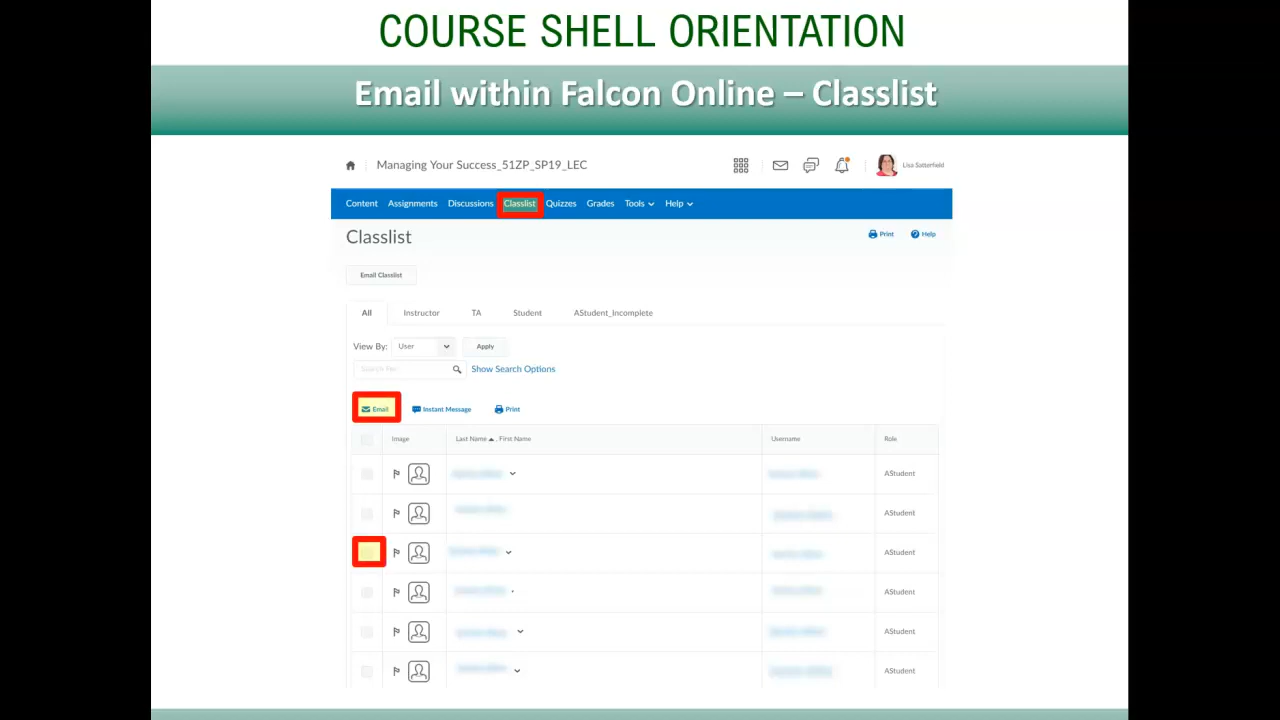 COURSE SHELL ORIENTATION
Email within Falcon Online – Classlist
Managing Your Success_51ZP_SP19_LEC
Lisa Satterfield
Content Assignments Discussions Classlist Quizzes Grades Tools Help
Classlist
Print Help
Email Classlist
All Instructor TA Student AStudent_Incomplete
View By: User Apply
Search For... Show Search Options
Email Instant Message Print
Image Last Name , First Name Username Role
AStudent
AStudent
AStudent
AStudent
AStudent
AStudent